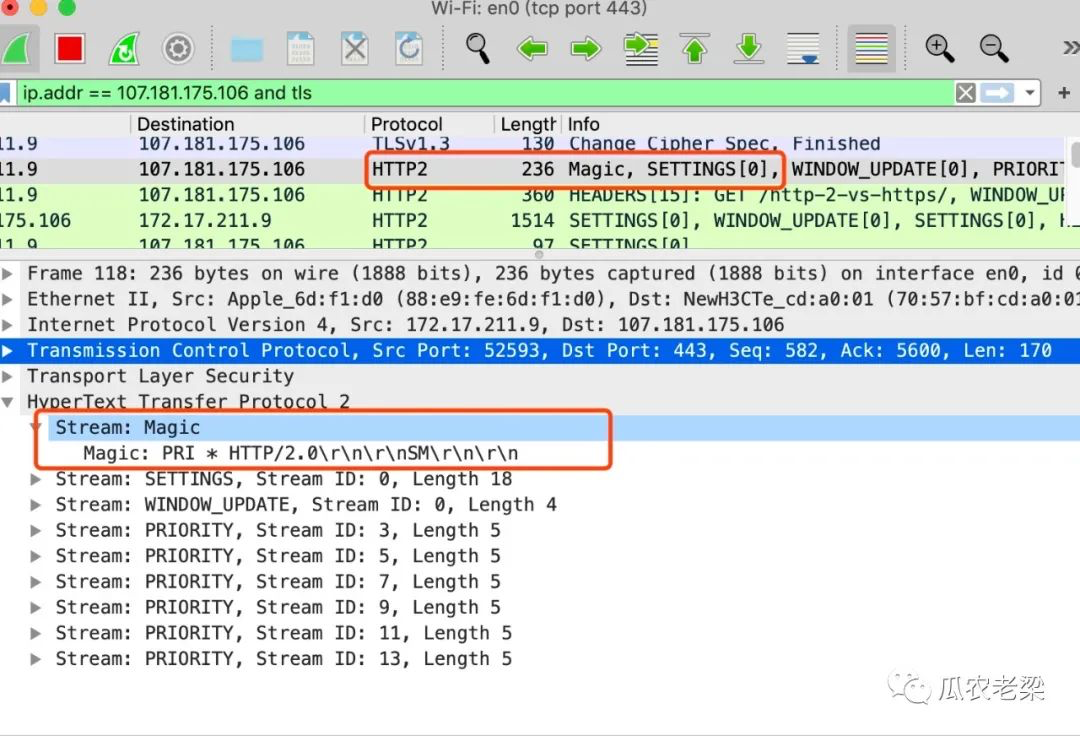 Wi-Fi: en0 (tcp port 443)
ip.addr == 107.181.175.106 and tls
Destination Protocol Length Info
11.9 107.181.175.106 TLSv1.3 130 Change Cipher Spec, Finished
11.9 107.181.175.106 HTTP2 236 Magic, SETTINGS[0], WINDOW_UPDATE[0], PRIORIT
11.9 107.181.175.106 HTTP2 360 HEADERS[15]: GET /http-2-vs-https/, WINDOW_UP
175.106 172.17.211.9 HTTP2 1514 SETTINGS[0], WINDOW_UPDATE[0], SETTINGS[0],
11.9 107.181.175.106 HTTP2 97 SETTINGS[0]
Frame 118: 236 bytes on wire (1888 bits), 236 bytes captured (1888 bits) on interface en0, id 0
Ethernet II, Src: Apple_6d:f1:d0 (88:e9:fe:6d:f1:d0), Dst: NewH3CTe_cd:a0:01 (70:57:bf:cd:a0:01
Internet Protocol Version 4, Src: 172.17.211.9, Dst: 107.181.175.106
Transmission Control Protocol, Src Port: 52593, Dst Port: 443, Seq: 582, Ack: 5600, Len: 170
Transport Layer Security
HyperText Transfer Protocol 2
Stream: Magic
Magic: PRI * HTTP/2.0\r\n\r\nSM\r\n\r\n
Stream: SETTINGS, Stream ID: 0, Length 18
Stream: WINDOW_UPDATE, Stream ID: 0, Length 4
Stream: PRIORITY, Stream ID: 3, Length 5
Stream: PRIORITY, Stream ID: 5, Length 5
Stream: PRIORITY, Stream ID: 7, Length 5
Stream: PRIORITY, Stream ID: 9, Length 5
Stream: PRIORITY, Stream ID: 11, Length 5
Stream: PRIORITY, Stream ID: 13, Length 5
瓜农老梁